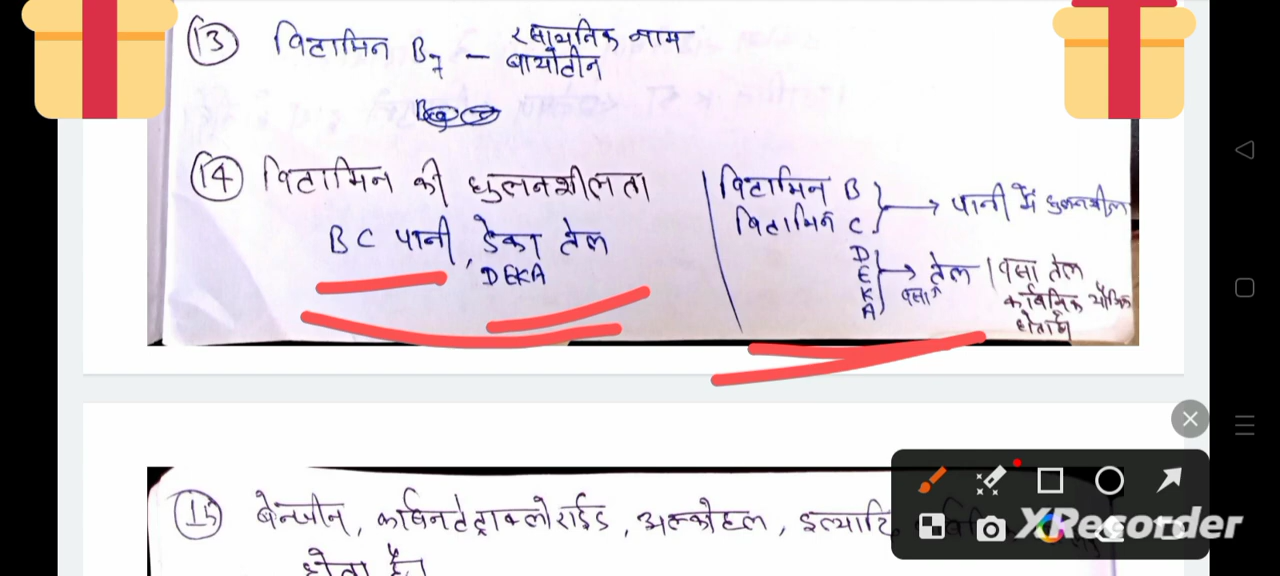 (13) विटामिन B7 – रसायनिक नाम
बायोटीन
(14) विटामिन की घुलनशीलता
BC पानी, डेका तेल
DEKA
विटामिन B
विटामिन C
→ पानी में घुलनशील
D
E
K
A
→ तेल | वसा तेल
वसा
कार्बनिक यौगिक
होता है
(15) बेन्जीन, कार्बनटेट्राक्लोराईड, अल्कोहल, इत्यादि
होता है।
XRecorder